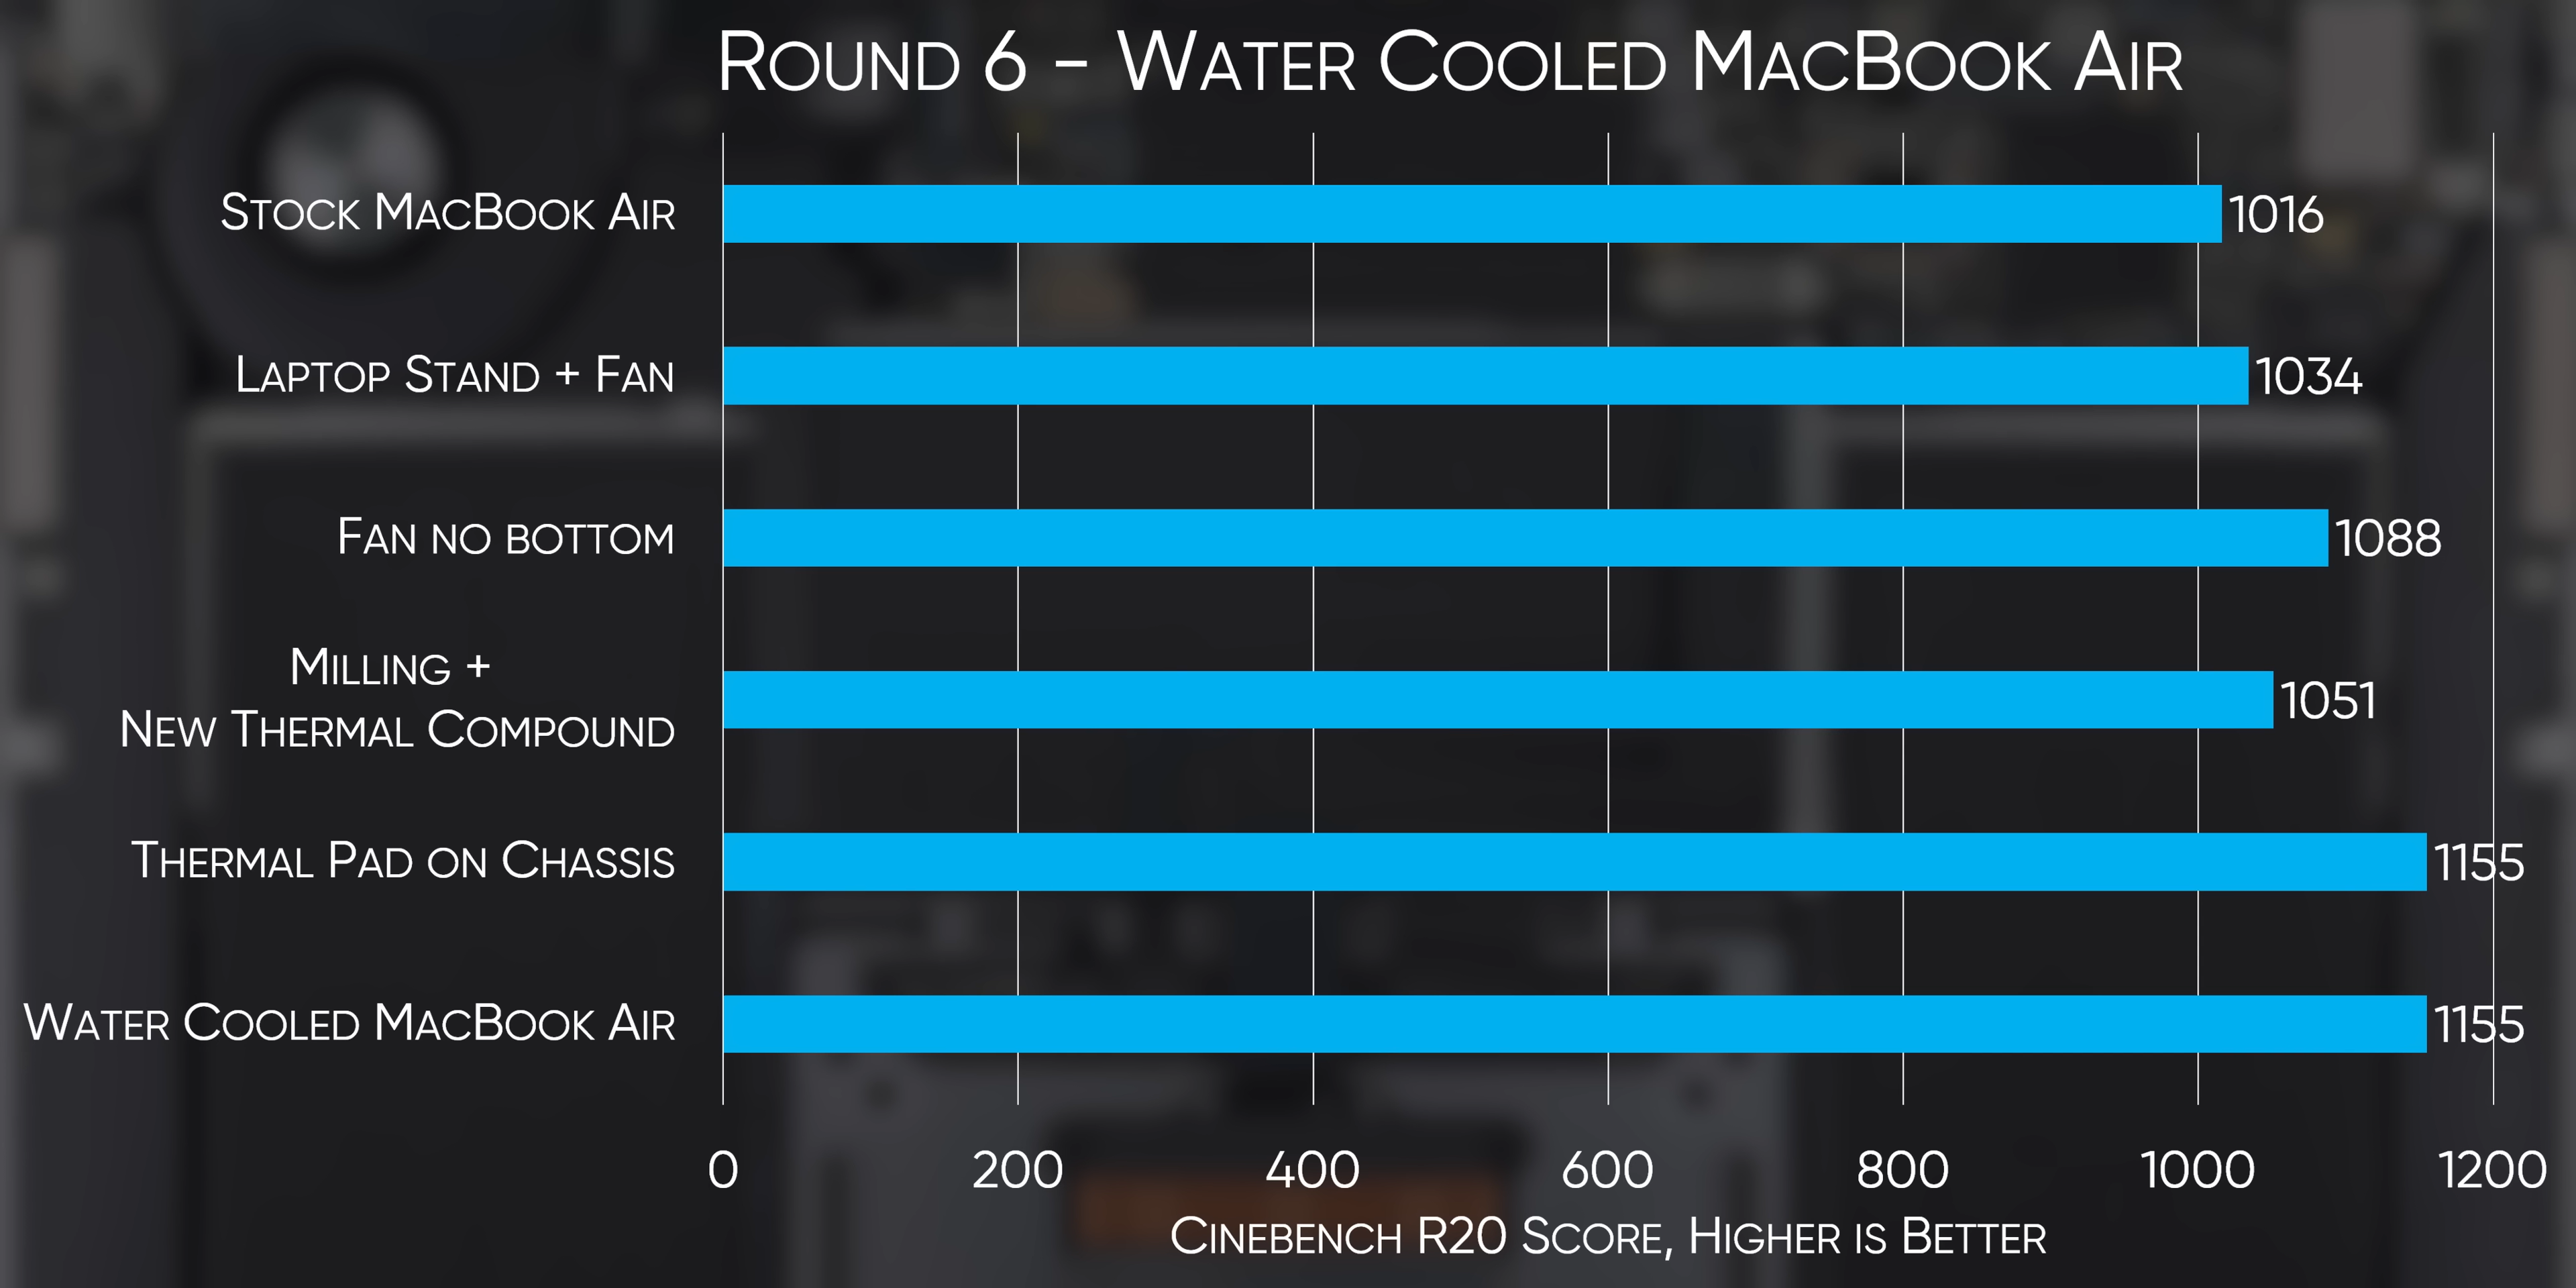 Round 6 - Water Cooled MacBook Air
Stock MacBook Air
1016
Laptop Stand + Fan
1034
Fan no bottom
1088
Milling +
New Thermal Compound
1051
Thermal Pad on Chassis
1155
Water Cooled MacBook Air
1155
0 200 400 600 800 1000 1200
Cinebench R20 Score, Higher is Better